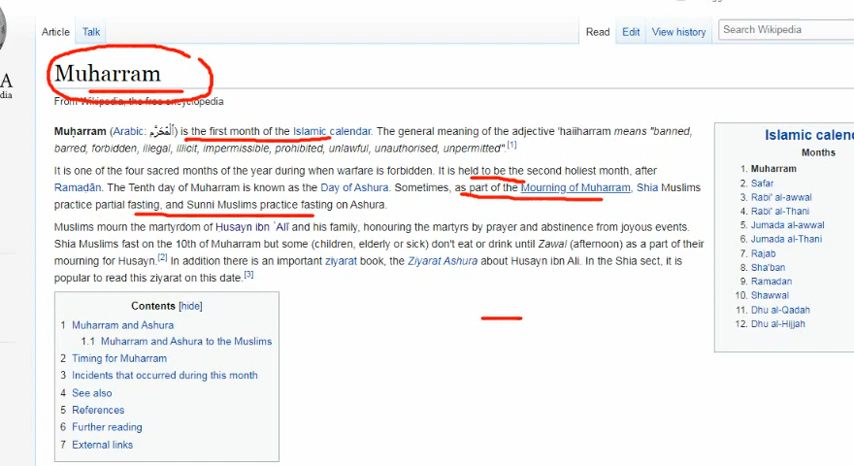 Article Talk Read Edit View history Search Wikipedia
A
dia
Muharram
From Wikipedia, the free encyclopedia
Muḥarram (Arabic: ٱلْمُحَرَّم) is the first month of the Islamic calendar. The general meaning of the adjective 'haiiharram means "banned,
barred, forbidden, illegal, illicit, impermissible, prohibited, unlawful, unauthorised, unpermitted".[1]
It is one of the four sacred months of the year during when warfare is forbidden. It is held to be the second holiest month, after
Ramaḍān. The Tenth day of Muharram is known as the Day of Ashura. Sometimes, as part of the Mourning of Muharram, Shia Muslims
practice partial fasting, and Sunni Muslims practice fasting on Ashura.
Muslims mourn the martyrdom of Ḥusayn ibn ʿAlī and his family, honouring the martyrs by prayer and abstinence from joyous events.
Shia Muslims fast on the 10th of Muharram but some (children, elderly or sick) don't eat or drink until Zawal (afternoon) as a part of their
mourning for Husayn.[2] In addition there is an important ziyarat book, the Ziyarat Ashura about Husayn ibn Ali. In the Shia sect, it is
popular to read this ziyarat on this date.[3]
Contents [hide]
1 Muharram and Ashura
1.1 Muharram and Ashura to the Muslims
2 Timing for Muharram
3 Incidents that occurred during this month
4 See also
5 References
6 Further reading
7 External links
Islamic calen
Months
1. Muharram
2. Safar
3. Rabi' al-awwal
4. Rabi' al-Thani
5. Jumada al-awwal
6. Jumada al-Thani
7. Rajab
8. Sha'ban
9. Ramadan
10. Shawwal
11. Dhu al-Qadah
12. Dhu al-Hijjah